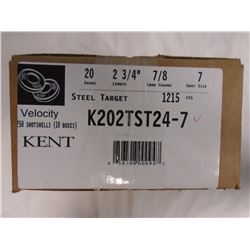 20 2 3/4" 7/8 7
GAUGE LENGTH LOAD CHARGE SHOT SIZE
STEEL TARGET 1215 FPS
Velocity
250 SHOTSHELLS (10 BOXES)
K202TST24-7
KENT